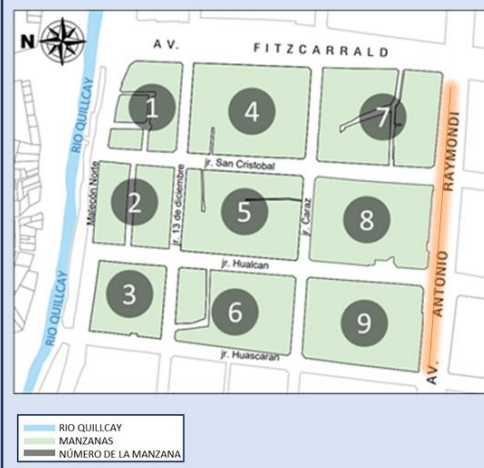 N
AV. FITZCARRALD
RIO QUILLCAY
1
4
7
jr. San Cristobal
Malecón Norte
2
jr. 13 de diciembre
5
jr. Caraz
8
AV. ANTONIO RAYMONDI
jr. Hualcan
RIO QUILLCAY
3
6
9
jr. Huascaran
RIO QUILLCAY
MANZANAS
NÚMERO DE LA MANZANA